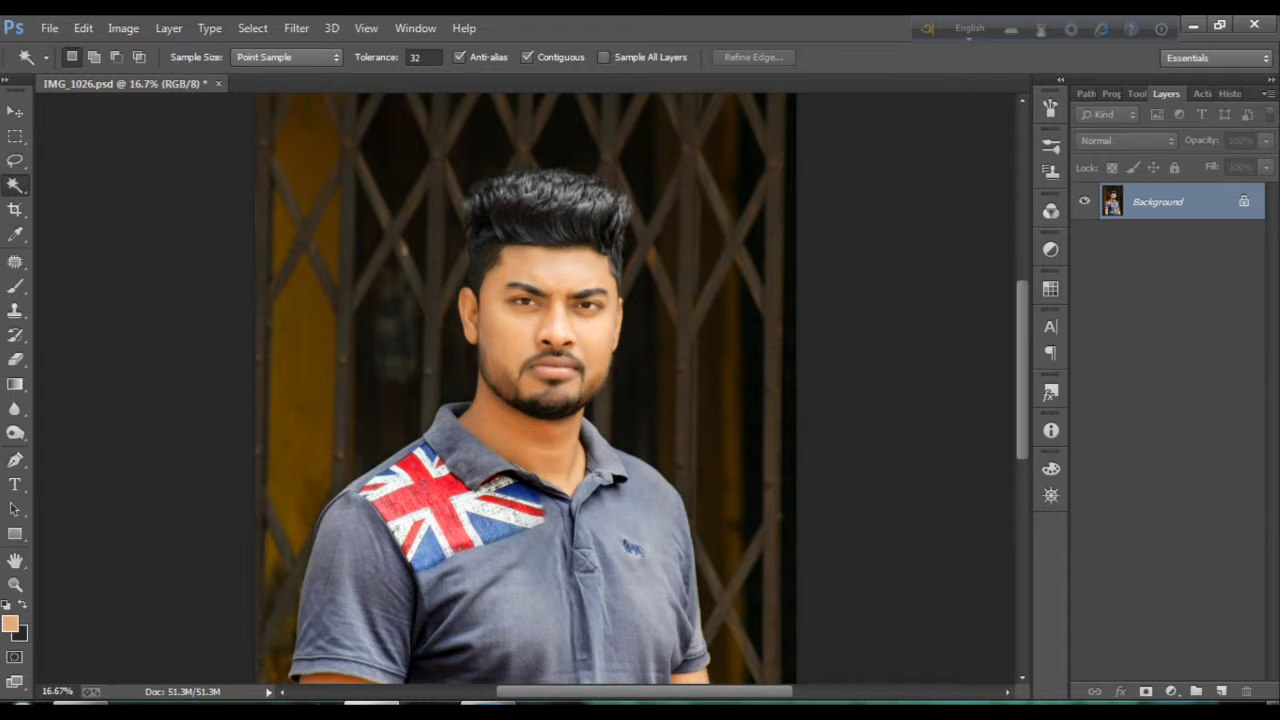 Ps File Edit Image Layer Type Select Filter 3D View Window Help English
Sample Size: Point Sample Tolerance: 32 Anti-alias Contiguous Sample All Layers Refine Edge... Essentials
IMG_1026.psd @ 16.7% (RGB/8) * ×
Path Prop Tool Layers Acti Histo
Kind
Normal Opacity: 100%
Lock: Fill: 100%
Background
16.67% Doc: 51.3M/51.3M